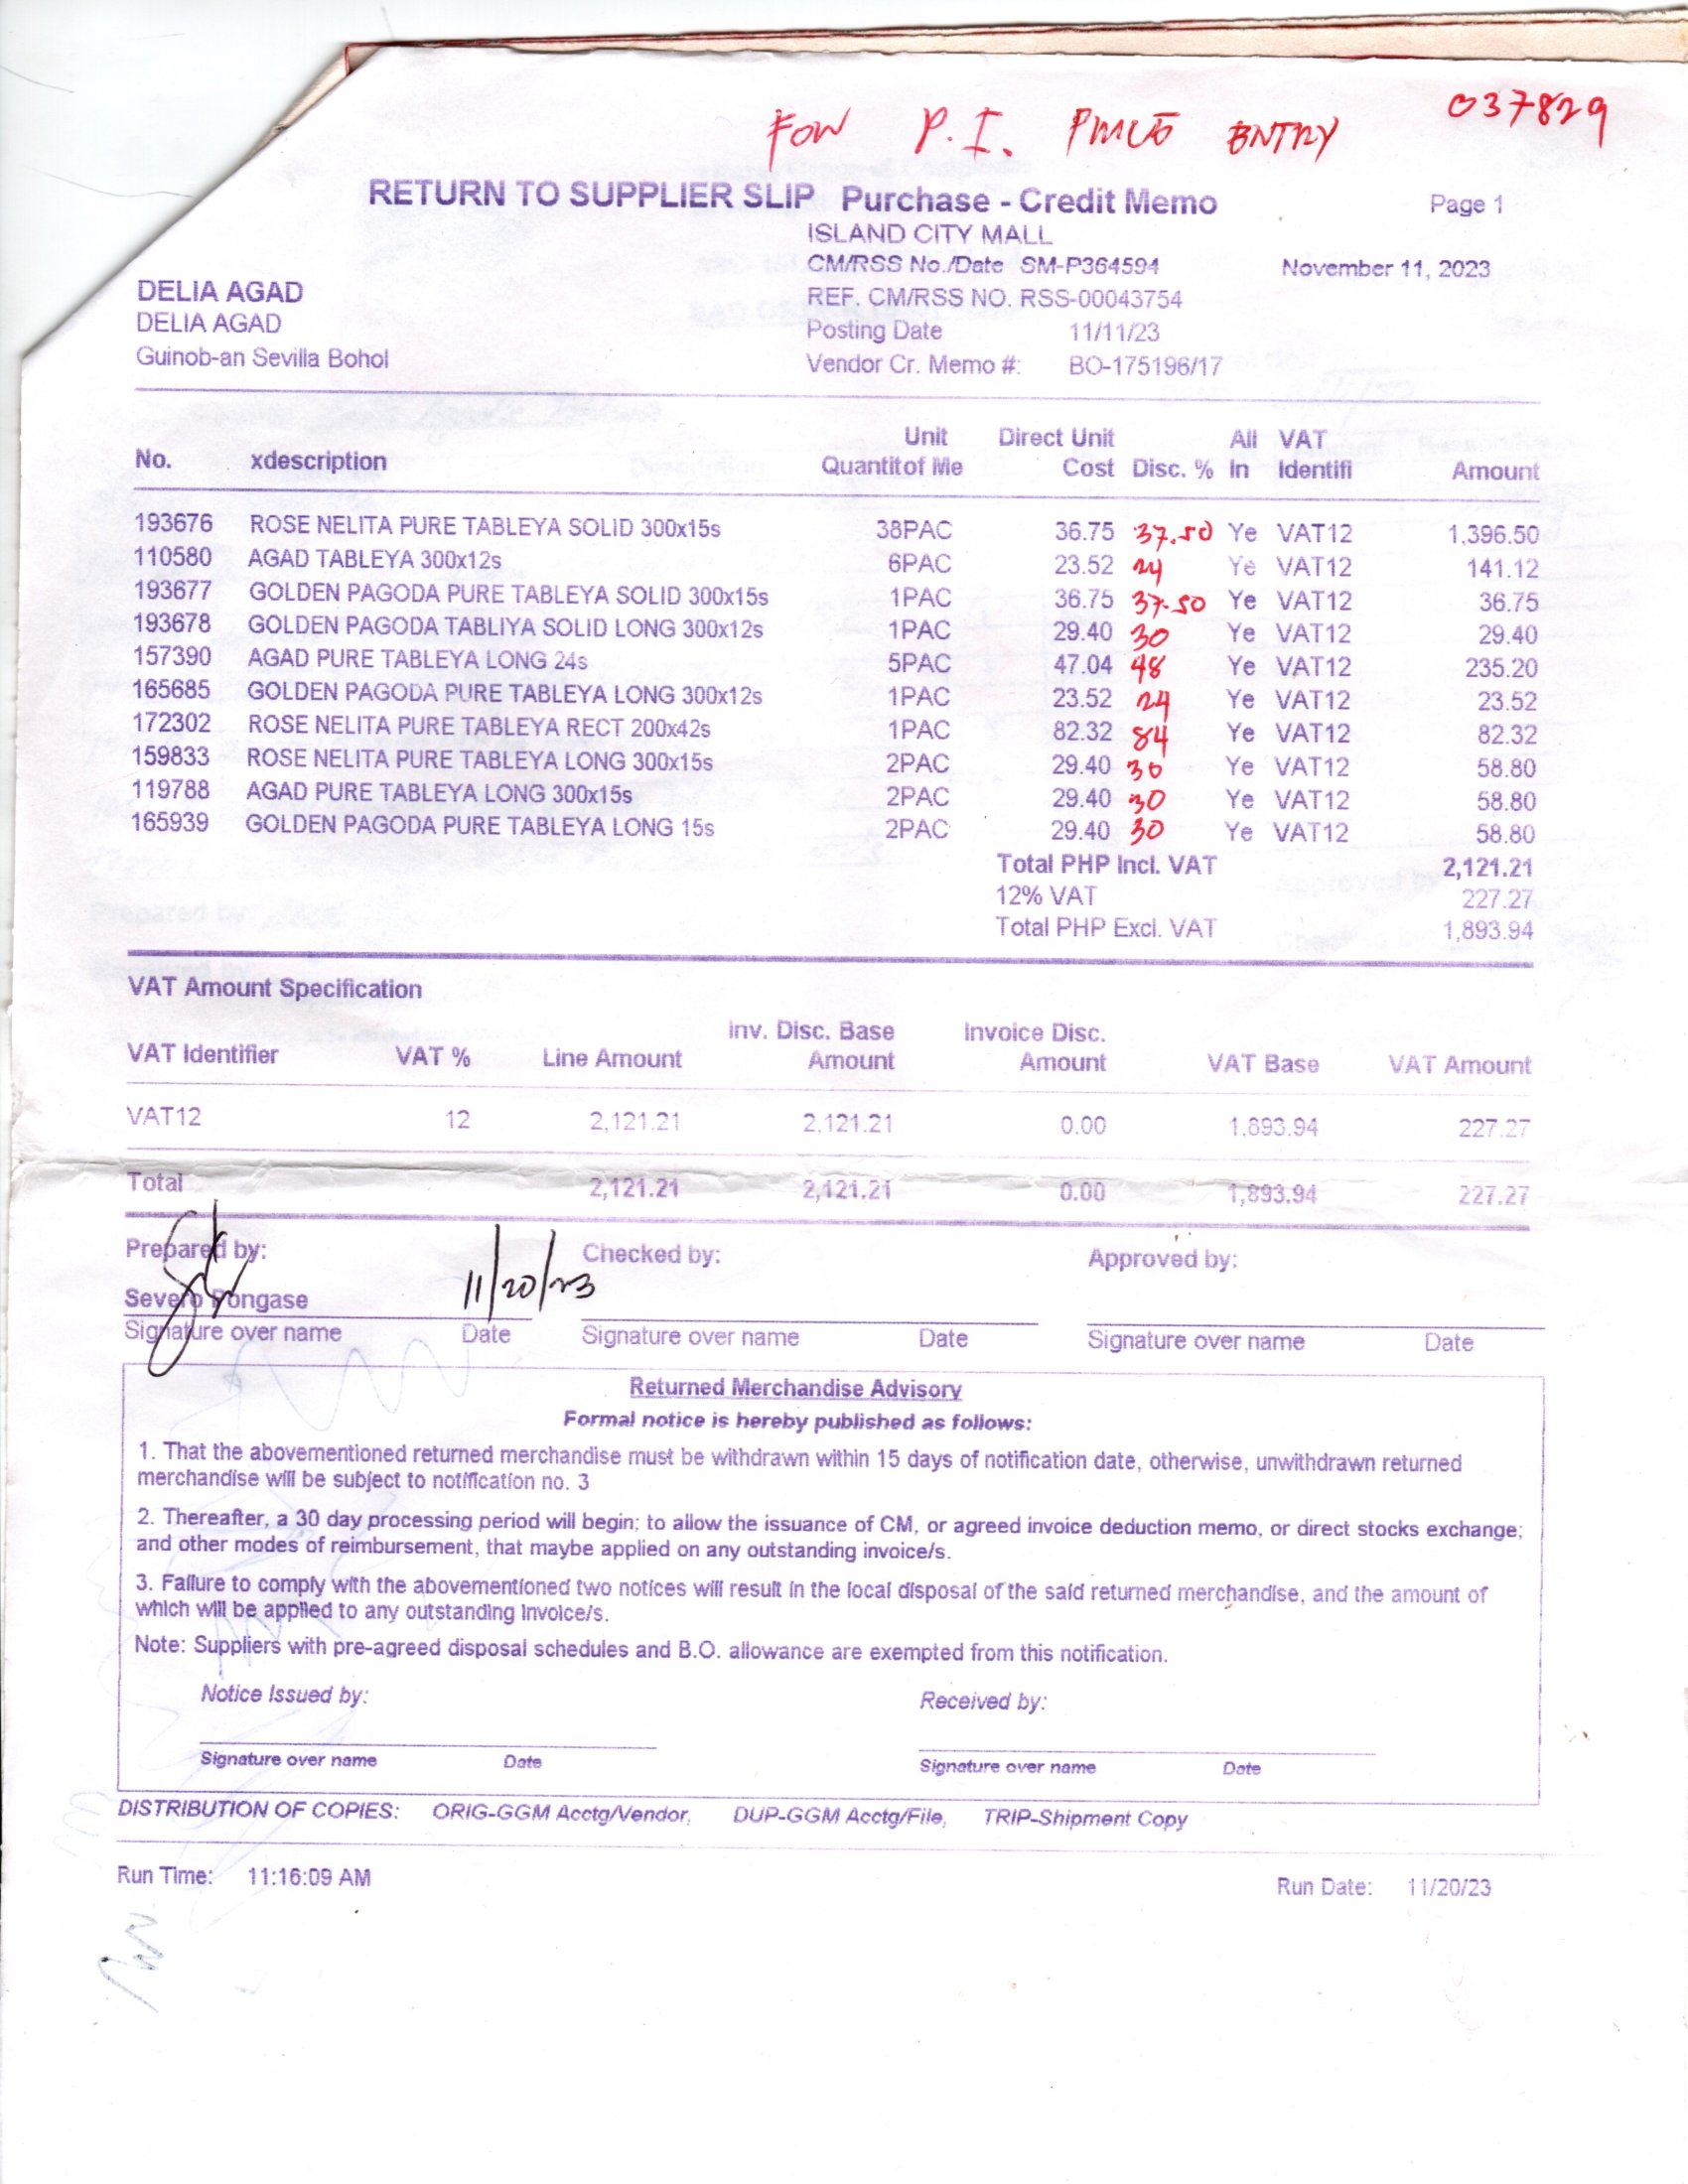 037829
FOW P.I. PRICE ENTRY
RETURN TO SUPPLIER SLIP Purchase - Credit Memo Page 1
ISLAND CITY MALL
CM/RSS No./Date SM-P364594 November 11, 2023
DELIA AGAD REF. CM/RSS NO. RSS-00043754
DELIA AGAD Posting Date 11/11/23
Guinob-an Sevilla Bohol Vendor Cr. Memo #: BO-175196/17
Unit Direct Unit All VAT
No. xdescription Quantitof Me Cost Disc. % In Identifi Amount
193676 ROSE NELITA PURE TABLEYA SOLID 300x15s 38PAC 36.75 37.50 Ye VAT12 1,396.50
110580 AGAD TABLEYA 300x12s 6PAC 23.52 24 Ye VAT12 141.12
193677 GOLDEN PAGODA PURE TABLEYA SOLID 300x15s 1PAC 36.75 37.50 Ye VAT12 36.75
193678 GOLDEN PAGODA TABLIYA SOLID LONG 300x12s 1PAC 29.40 30 Ye VAT12 29.40
157390 AGAD PURE TABLEYA LONG 24s 5PAC 47.04 48 Ye VAT12 235.20
165685 GOLDEN PAGODA PURE TABLEYA LONG 300x12s 1PAC 23.52 24 Ye VAT12 23.52
172302 ROSE NELITA PURE TABLEYA RECT 200x42s 1PAC 82.32 84 Ye VAT12 82.32
159833 ROSE NELITA PURE TABLEYA LONG 300x15s 2PAC 29.40 30 Ye VAT12 58.80
119788 AGAD PURE TABLEYA LONG 300x15s 2PAC 29.40 30 Ye VAT12 58.80
165939 GOLDEN PAGODA PURE TABLEYA LONG 15s 2PAC 29.40 30 Ye VAT12 58.80
Total PHP Incl. VAT 2,121.21
12% VAT 227.27
Total PHP Excl. VAT 1,893.94
VAT Amount Specification
Inv. Disc. Base Invoice Disc.
VAT Identifier VAT % Line Amount Amount Amount VAT Base VAT Amount
VAT12 12 2,121.21 2,121.21 0.00 1,893.94 227.27
Total 2,121.21 2,121.21 0.00 1,893.94 227.27
Prepared by: Checked by: Approved by:
Severo Pongase 11/20/23
Signature over name Date Signature over name Date Signature over name Date
Returned Merchandise Advisory
Formal notice is hereby published as follows:
1. That the abovementioned returned merchandise must be withdrawn within 15 days of notification date, otherwise, unwithdrawn returned
merchandise will be subject to notification no. 3
2. Thereafter, a 30 day processing period will begin; to allow the issuance of CM, or agreed invoice deduction memo, or direct stocks exchange;
and other modes of reimbursement, that maybe applied on any outstanding invoice/s.
3. Failure to comply with the abovementioned two notices will result in the local disposal of the said returned merchandise, and the amount of
which will be applied to any outstanding Invoice/s.
Note: Suppliers with pre-agreed disposal schedules and B.O. allowance are exempted from this notification.
Notice Issued by: Received by:
Signature over name Date Signature over name Date
DISTRIBUTION OF COPIES: ORIG-GGM Acctg/Vendor, DUP-GGM Acctg/File, TRIP-Shipment Copy
Run Time: 11:16:09 AM Run Date: 11/20/23